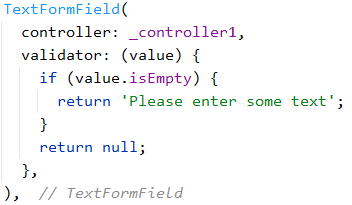 TextFormField(
  controller: _controller1,
  validator: (value) {
    if (value.isEmpty) {
      return 'Please enter some text';
    }
    return null;
  },
),  // TextFormField